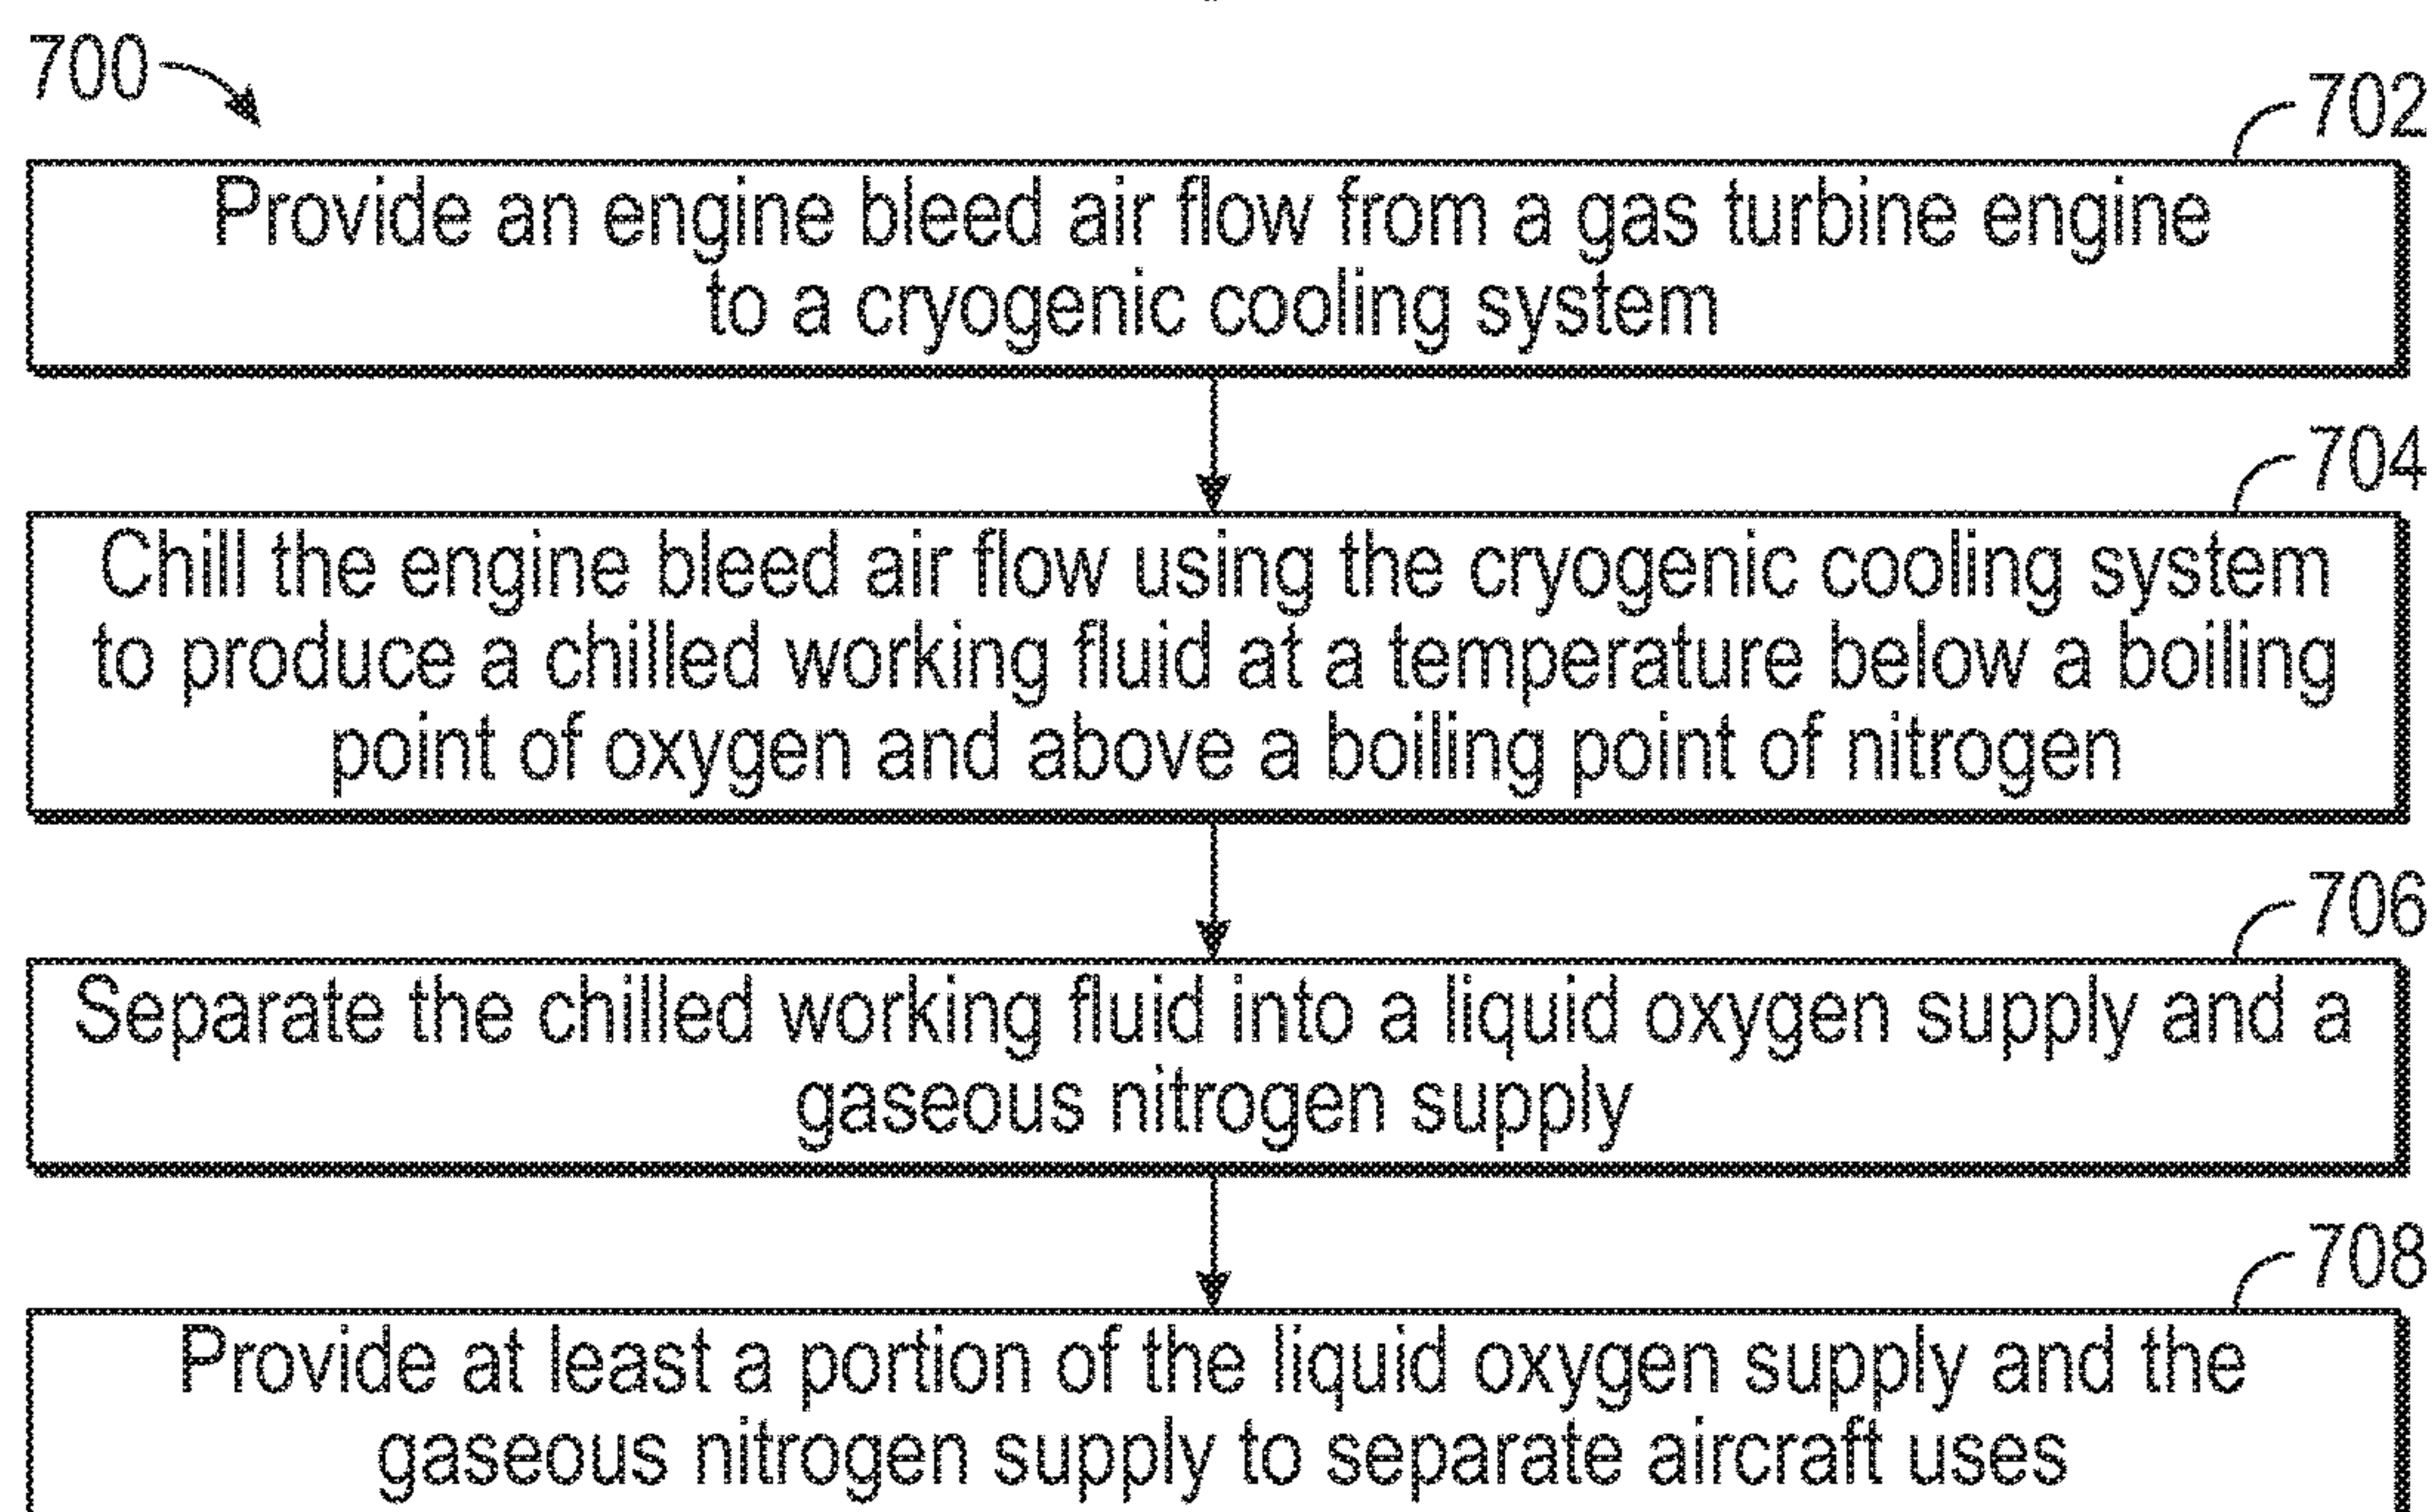 700
702
Provide an engine bleed air flow from a gas turbine engine
to a cryogenic cooling system
704
Chill the engine bleed air flow using the cryogenic cooling system
to produce a chilled working fluid at a temperature below a boiling
point of oxygen and above a boiling point of nitrogen
706
Separate the chilled working fluid into a liquid oxygen supply and a
gaseous nitrogen supply
708
Provide at least a portion of the liquid oxygen supply and the
gaseous nitrogen supply to separate aircraft uses